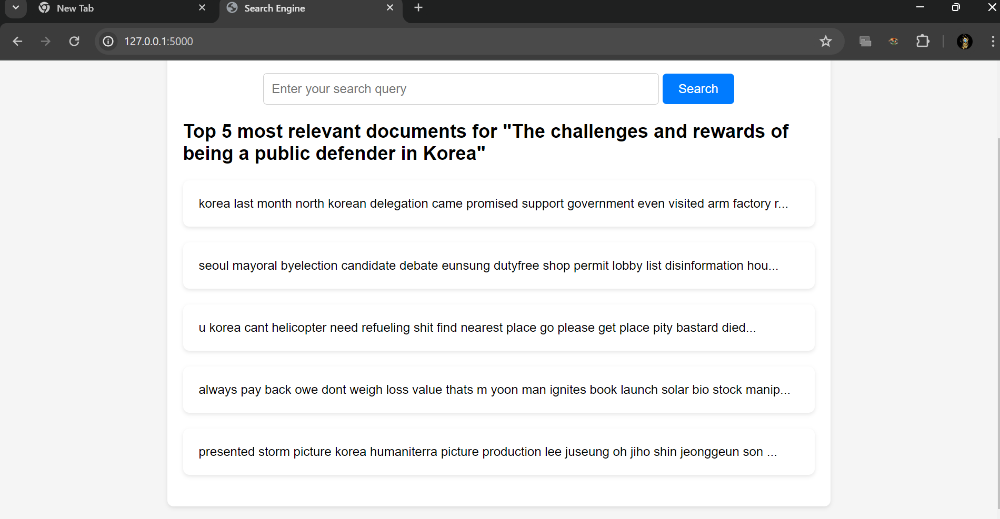 New Tab
Search Engine
127.0.0.1:5000
Enter your search query
Search
Top 5 most relevant documents for "The challenges and rewards of
being a public defender in Korea"
korea last month north korean delegation came promised support government even visited arm factory r...
seoul mayoral byelection candidate debate eunsung dutyfree shop permit lobby list disinformation hou...
u korea cant helicopter need refueling shit find nearest place go please get place pity bastard died...
always pay back owe dont weigh loss value thats m yoon man ignites book launch solar bio stock manip...
presented storm picture korea humaniterra picture production lee juseung oh jiho shin jeonggeun son ...